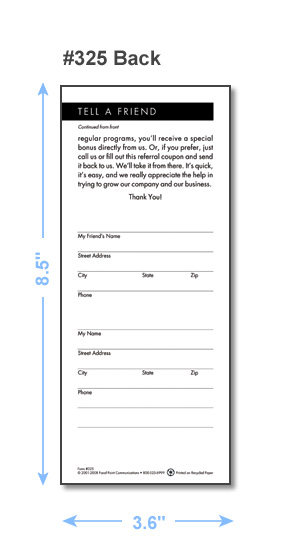 #325 Back
TELL A FRIEND
Continued from front
regular programs, you'll receive a special
bonus directly from us. Or, if you prefer, just
call us or fill out this referral coupon and send
it back to us. We'll take it from there. It's quick,
it's easy, and we really appreciate the help in
trying to grow our company and our business.
Thank You!
My Friend's Name
Street Address
City State Zip
Phone
My Name
Street Address
City State Zip
Phone
Form #325
© 2001-2008 Focal Point Communications • 800-525-6999 Printed on Recycled Paper
8.5"
3.6"